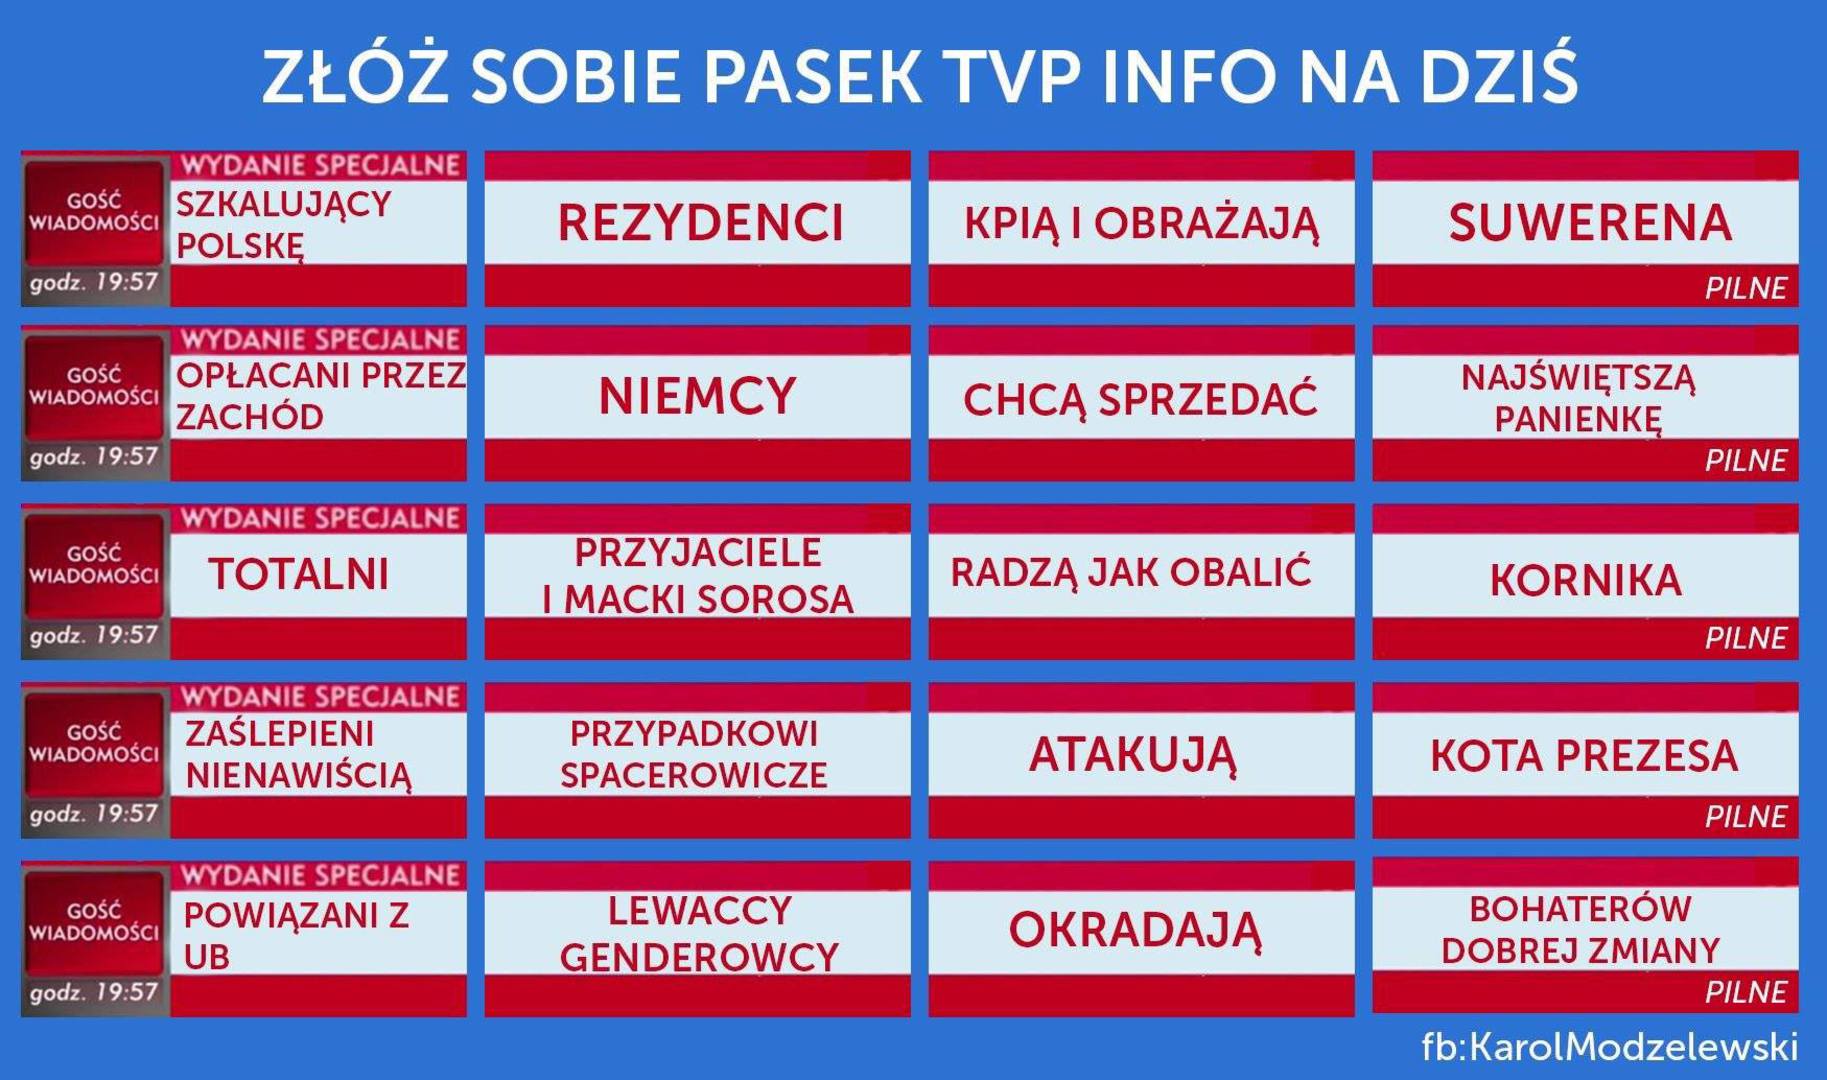 ZŁÓŻ SOBIE PASEK TVP INFO NA DZIŚ
WYDANIE SPECJALNE
GOŚĆ
WIADOMOŚCI
godz. 19:57
SZKALUJĄCY
POLSKĘ
REZYDENCI
KPIĄ I OBRAŻAJĄ
SUWERENA
PILNE
WYDANIE SPECJALNE
GOŚĆ
WIADOMOŚCI
godz. 19:57
OPŁACANI PRZEZ
ZACHÓD
NIEMCY
CHCĄ SPRZEDAĆ
NAJŚWIĘTSZĄ
PANIENKĘ
PILNE
WYDANIE SPECJALNE
GOŚĆ
WIADOMOŚCI
godz. 19:57
TOTALNI
PRZYJACIELE
I MACKI SOROSA
RADZĄ JAK OBALIĆ
KORNIKA
PILNE
WYDANIE SPECJALNE
GOŚĆ
WIADOMOŚCI
godz. 19:57
ZAŚLEPIENI
NIENAWIŚCIĄ
PRZYPADKOWI
SPACEROWICZE
ATAKUJĄ
KOTA PREZESA
PILNE
WYDANIE SPECJALNE
GOŚĆ
WIADOMOŚCI
godz. 19:57
POWIĄZANI Z
UB
LEWACCY
GENDEROWCY
OKRADAJĄ
BOHATERÓW
DOBREJ ZMIANY
PILNE
fb:KarolModzelewski